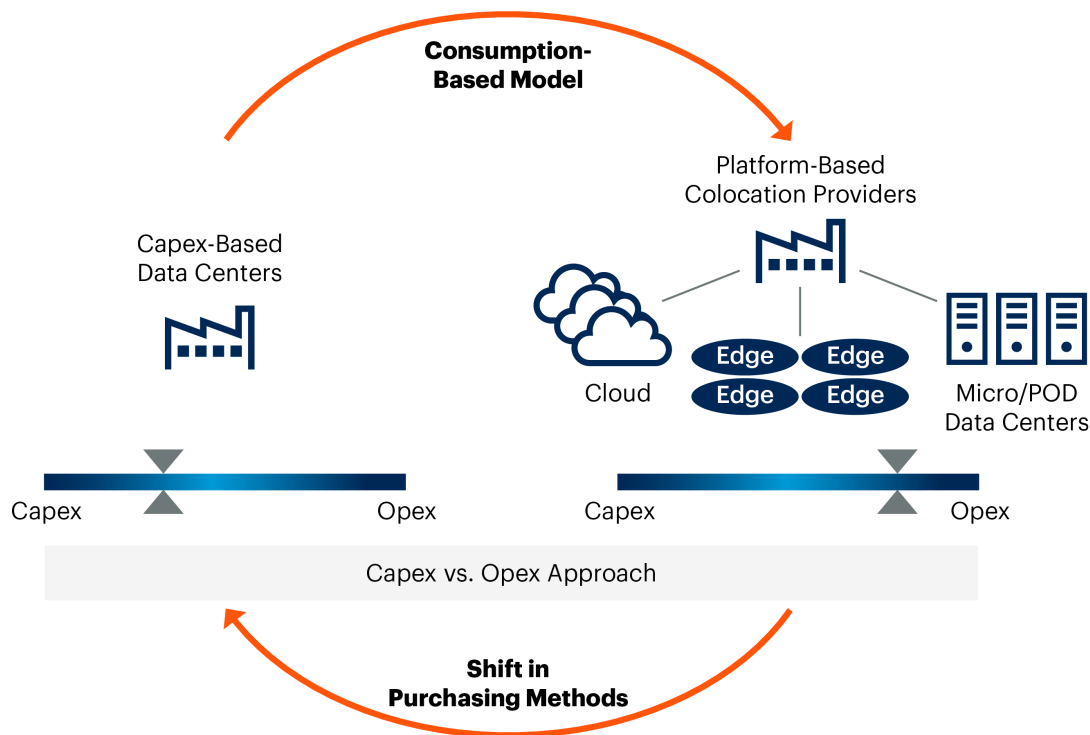 Consumption-
Based Model
Platform-Based
Colocation Providers
Capex-Based
Data Centers
Cloud
Edge
Edge
Edge
Edge
Micro/POD
Data Centers
Capex
Opex
Capex
Opex
Capex vs. Opex Approach
Shift in
Purchasing Methods